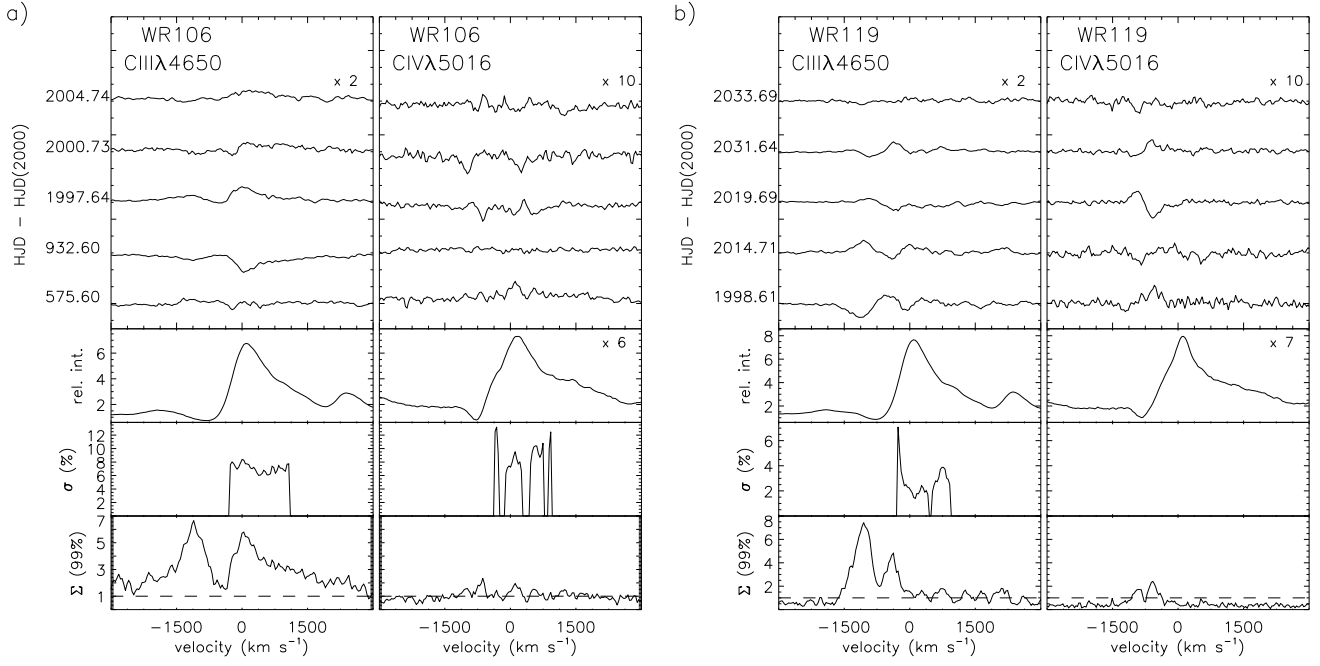 a)
WR106
CIIIλ4650
x 2
WR106
CIVλ5016
x 10
HJD − HJD(2000)
2004.74
2000.73
1997.64
932.60
575.60
rel. int.
6
4
2
x 6
σ (%)
12
10
8
6
4
2
Σ (99%)
7
5
3
1
−1500 0 1500
−1500 0 1500
velocity (km s⁻¹)
velocity (km s⁻¹)
b)
WR119
CIIIλ4650
x 2
WR119
CIVλ5016
x 10
HJD − HJD(2000)
2033.69
2031.64
2019.69
2014.71
1998.61
rel. int.
8
6
4
2
x 7
σ (%)
6
4
2
Σ (99%)
8
6
4
2
−1500 0 1500
−1500 0 1500
velocity (km s⁻¹)
velocity (km s⁻¹)